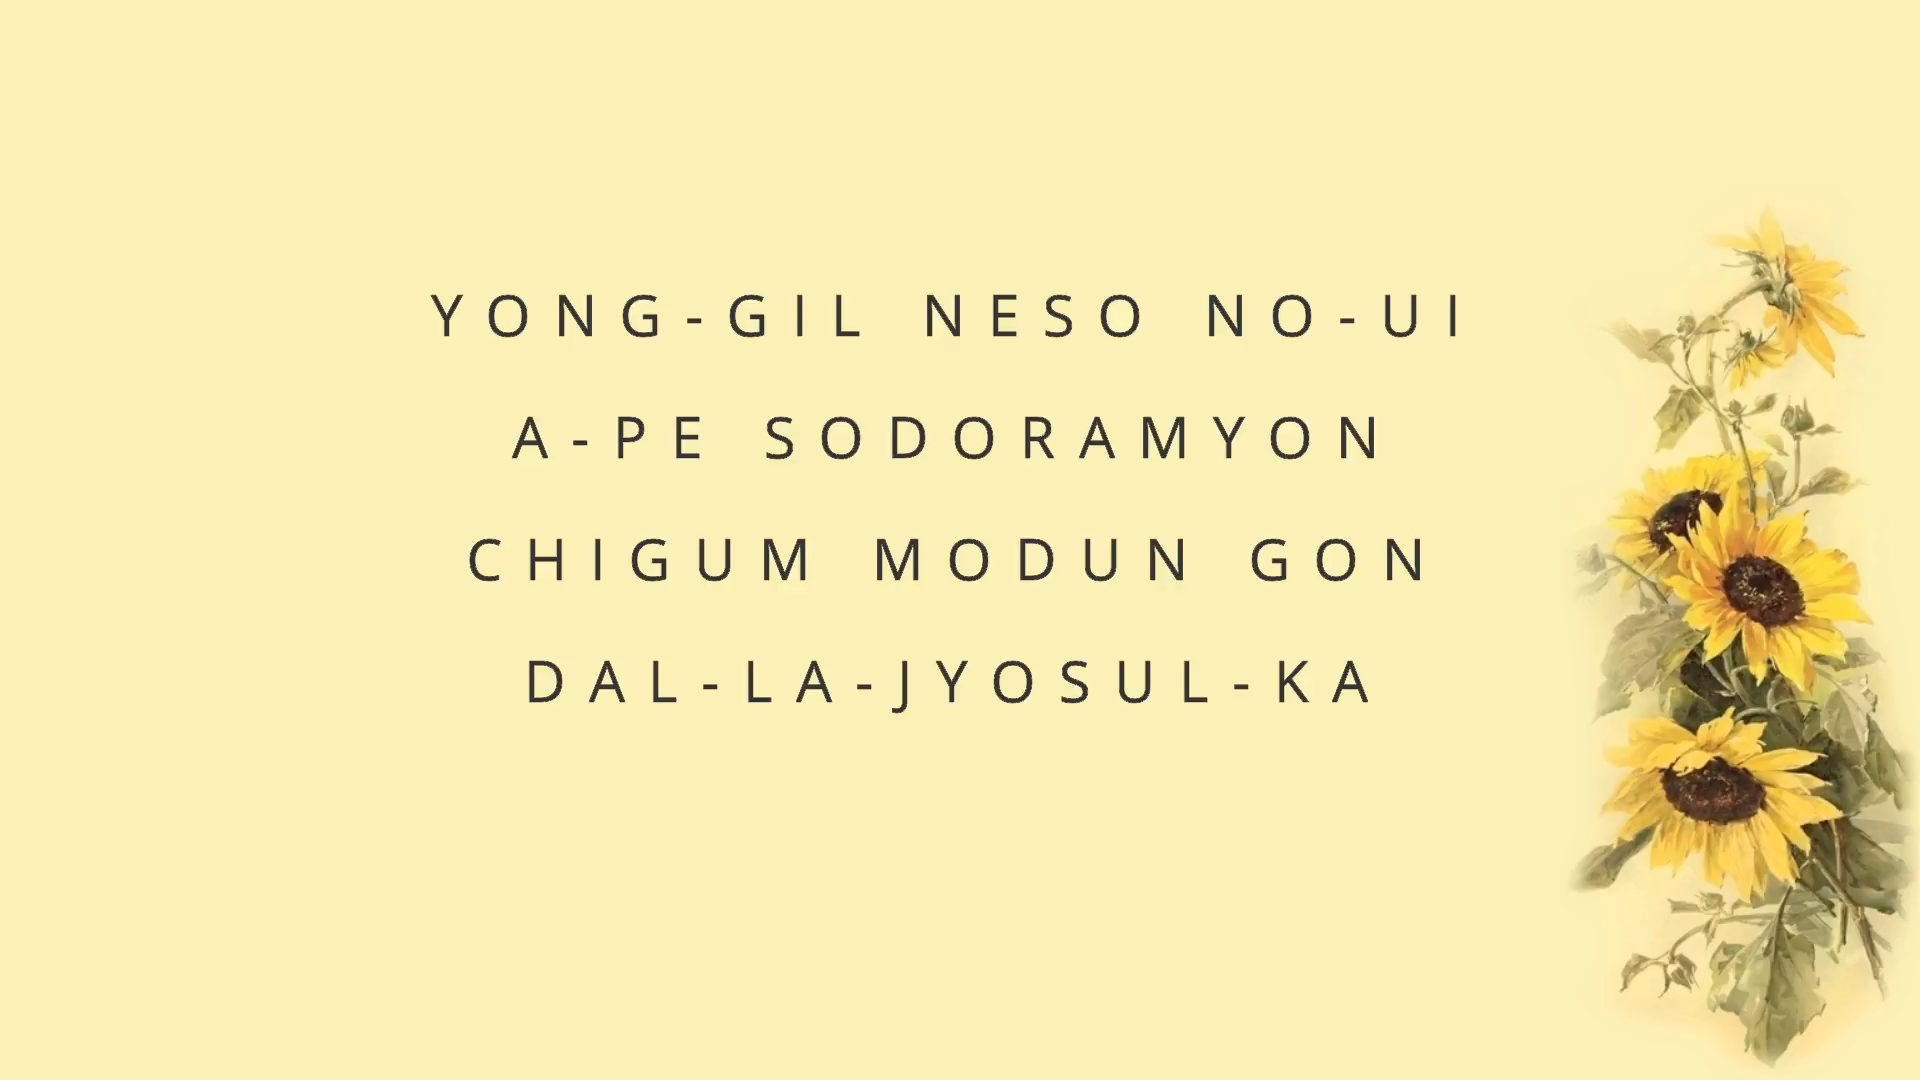 YONG-GIL NESO NO-UI
A-PE SODORAMYON
CHIGUM MODUN GON
DAL-LA-JYOSUL-KA